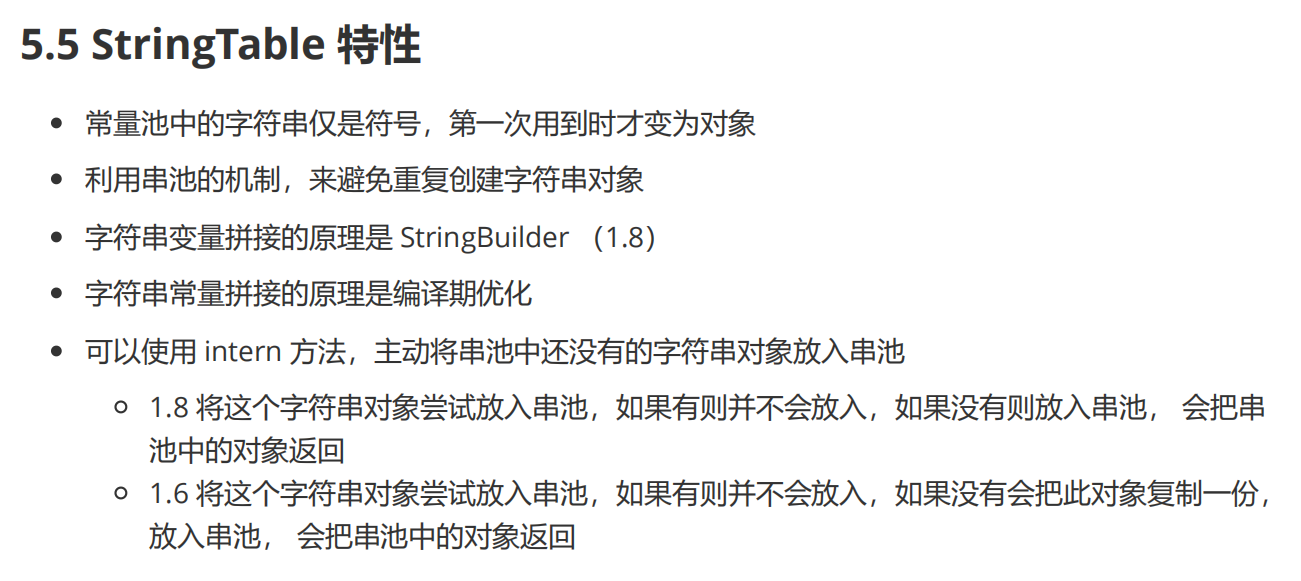 5.5 StringTable 特性
常量池中的字符串仅是符号，第一次用到时才变为对象
利用串池的机制，来避免重复创建字符串对象
字符串变量拼接的原理是 StringBuilder （1.8）
字符串常量拼接的原理是编译期优化
可以使用 intern 方法，主动将串池中还没有的字符串对象放入串池
1.8 将这个字符串对象尝试放入串池，如果有则并不会放入，如果没有则放入串池， 会把串
池中的对象返回
1.6 将这个字符串对象尝试放入串池，如果有则并不会放入，如果没有会把此对象复制一份，
放入串池， 会把串池中的对象返回